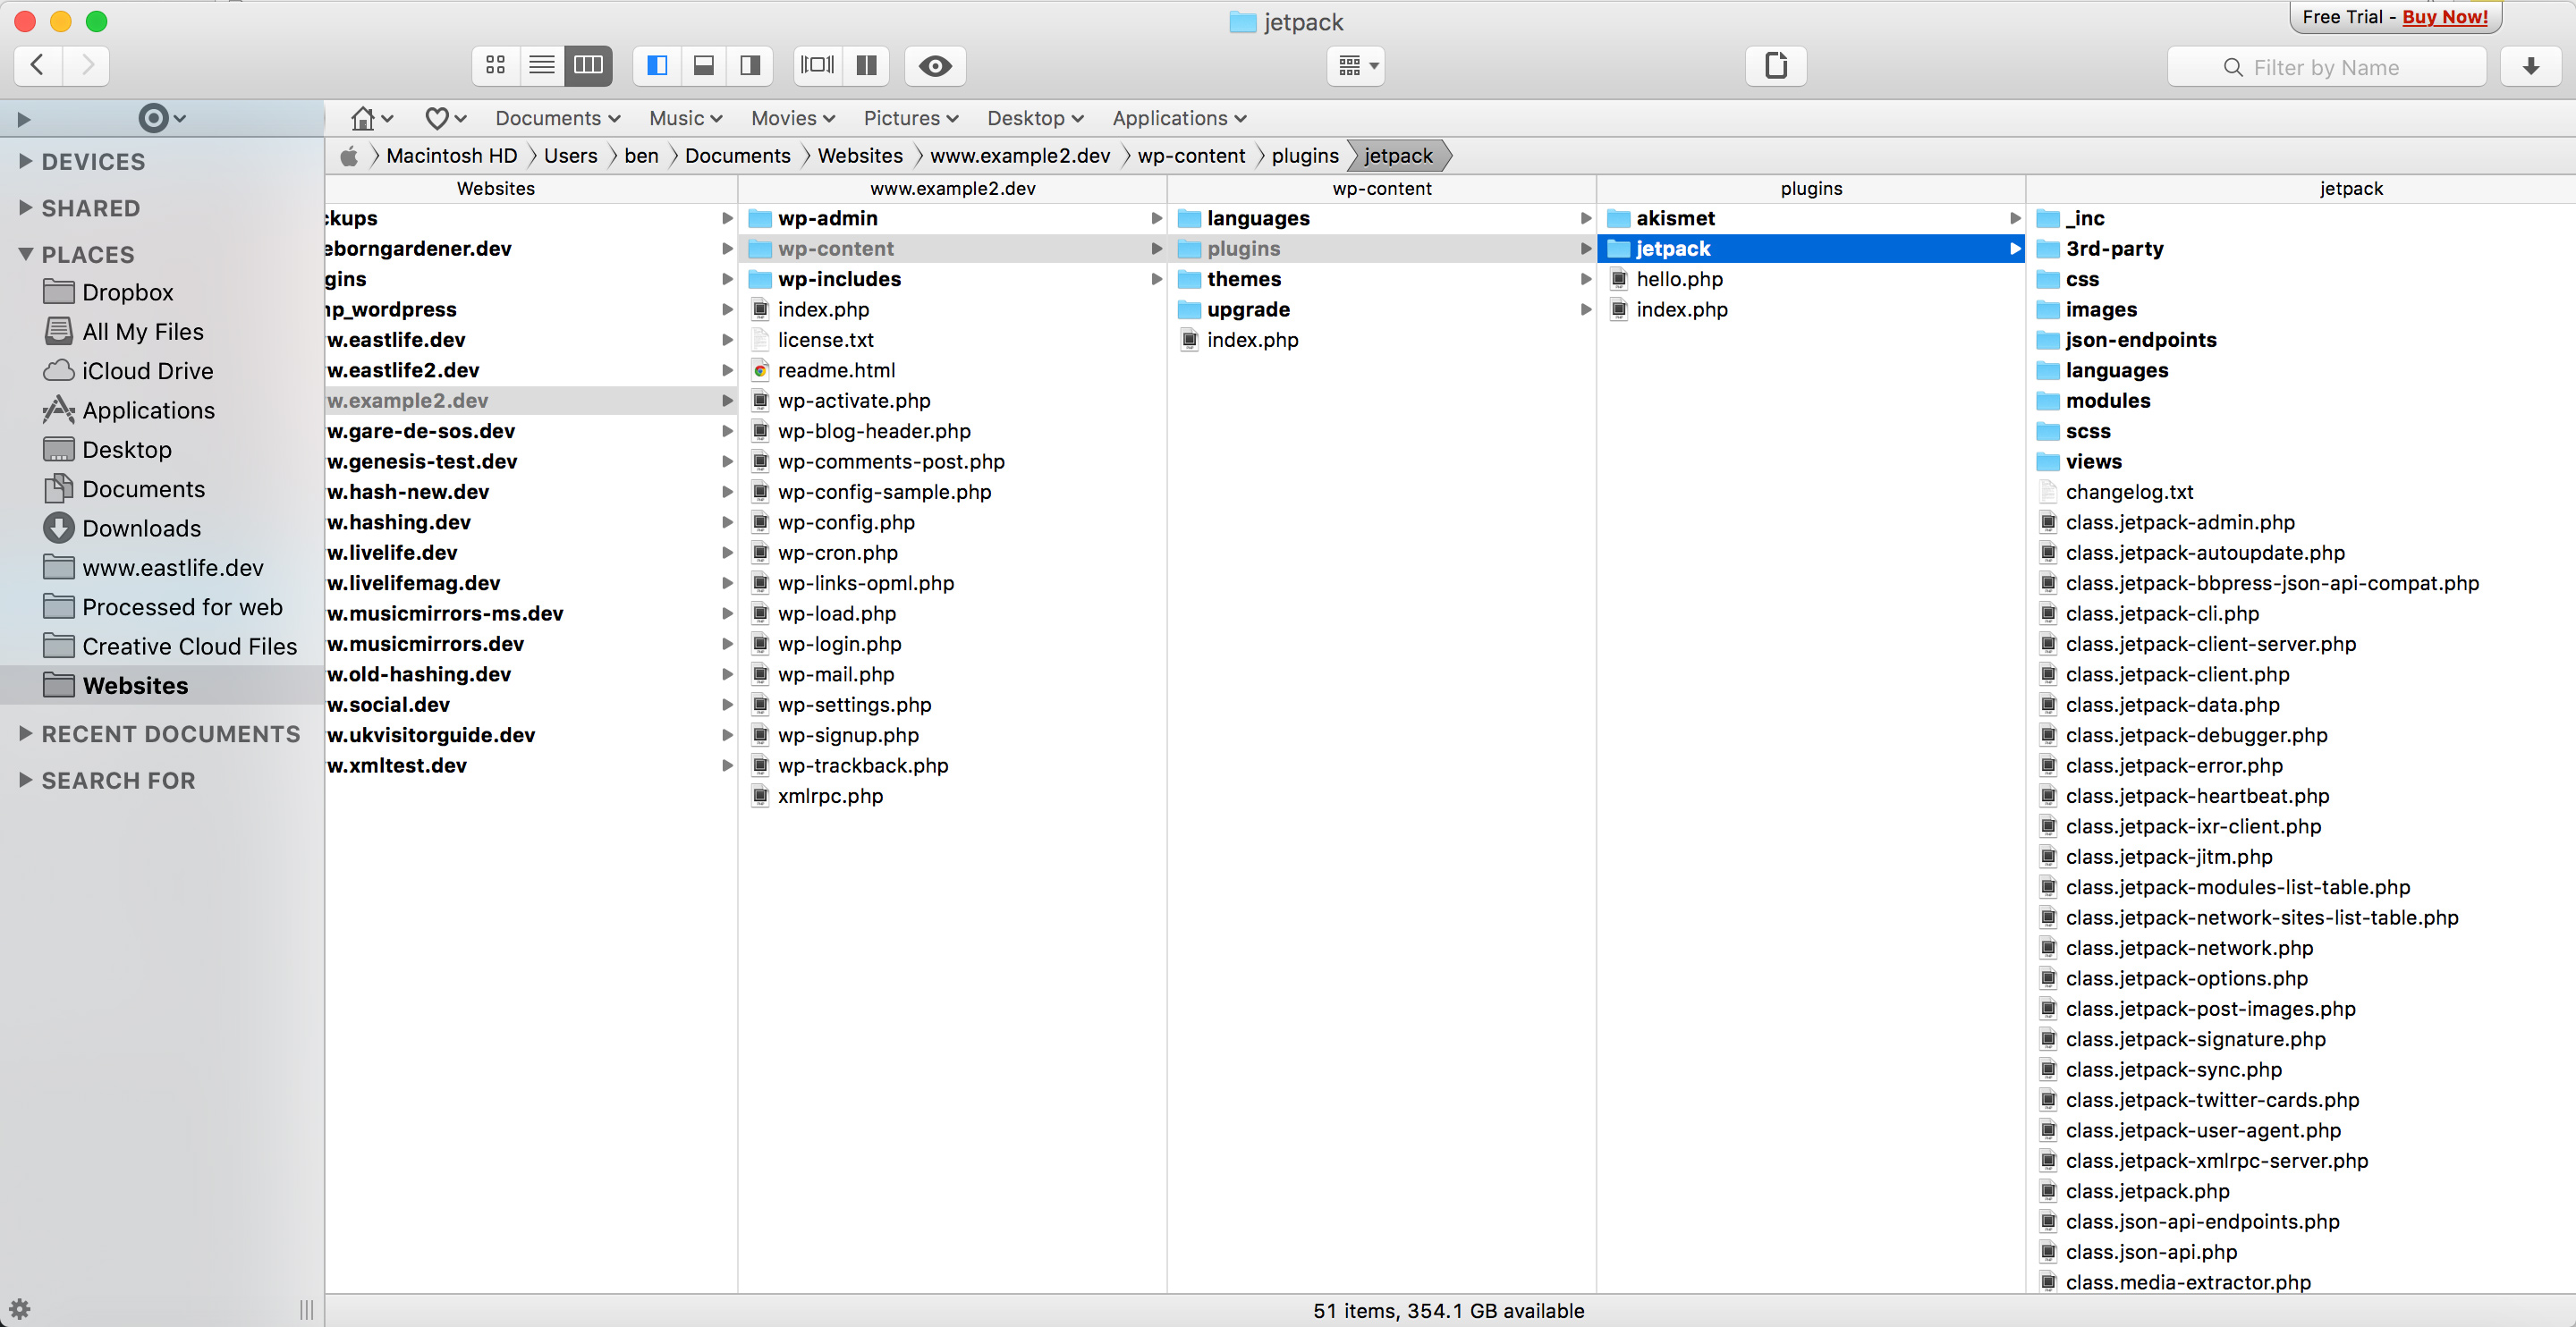 jetpack
Free Trial - Buy Now!
Filter by Name
Documents Music Movies Pictures Desktop Applications
Macintosh HD Users ben Documents Websites www.example2.dev wp-content plugins jetpack
DEVICES
SHARED
PLACES
Dropbox
All My Files
iCloud Drive
Applications
Desktop
Documents
Downloads
www.eastlife.dev
Processed for web
Creative Cloud Files
Websites
RECENT DOCUMENTS
SEARCH FOR
Websites
ckups
eborngardener.dev
gins
np_wordpress
w.eastlife.dev
w.eastlife2.dev
w.example2.dev
w.gare-de-sos.dev
w.genesis-test.dev
w.hash-new.dev
w.hashing.dev
w.livelife.dev
w.livelifemag.dev
w.musicmirrors-ms.dev
w.musicmirrors.dev
w.old-hashing.dev
w.social.dev
w.ukvisitorguide.dev
w.xmltest.dev
www.example2.dev
wp-admin
wp-content
wp-includes
index.php
license.txt
readme.html
wp-activate.php
wp-blog-header.php
wp-comments-post.php
wp-config-sample.php
wp-config.php
wp-cron.php
wp-links-opml.php
wp-load.php
wp-login.php
wp-mail.php
wp-settings.php
wp-signup.php
wp-trackback.php
xmlrpc.php
wp-content
languages
plugins
themes
upgrade
index.php
plugins
akismet
jetpack
hello.php
index.php
jetpack
_inc
3rd-party
css
images
json-endpoints
languages
modules
scss
views
changelog.txt
class.jetpack-admin.php
class.jetpack-autoupdate.php
class.jetpack-bbpress-json-api-compat.php
class.jetpack-cli.php
class.jetpack-client-server.php
class.jetpack-client.php
class.jetpack-data.php
class.jetpack-debugger.php
class.jetpack-error.php
class.jetpack-heartbeat.php
class.jetpack-ixr-client.php
class.jetpack-jitm.php
class.jetpack-modules-list-table.php
class.jetpack-network-sites-list-table.php
class.jetpack-network.php
class.jetpack-options.php
class.jetpack-post-images.php
class.jetpack-signature.php
class.jetpack-sync.php
class.jetpack-twitter-cards.php
class.jetpack-user-agent.php
class.jetpack-xmlrpc-server.php
class.jetpack.php
class.json-api-endpoints.php
class.json-api.php
class.media-extractor.php
51 items, 354.1 GB available